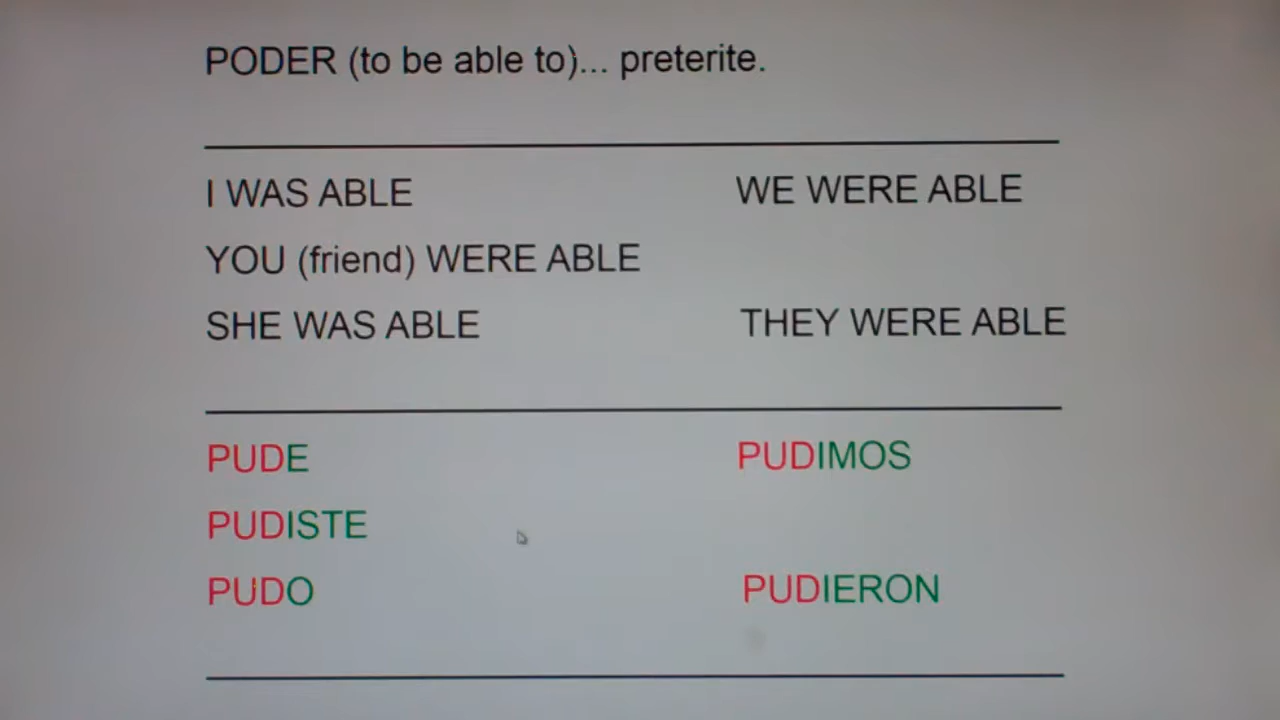 PODER (to be able to)... preterite.
I WAS ABLE WE WERE ABLE
YOU (friend) WERE ABLE
SHE WAS ABLE THEY WERE ABLE
PUDE PUDIMOS
PUDISTE
PUDO PUDIERON